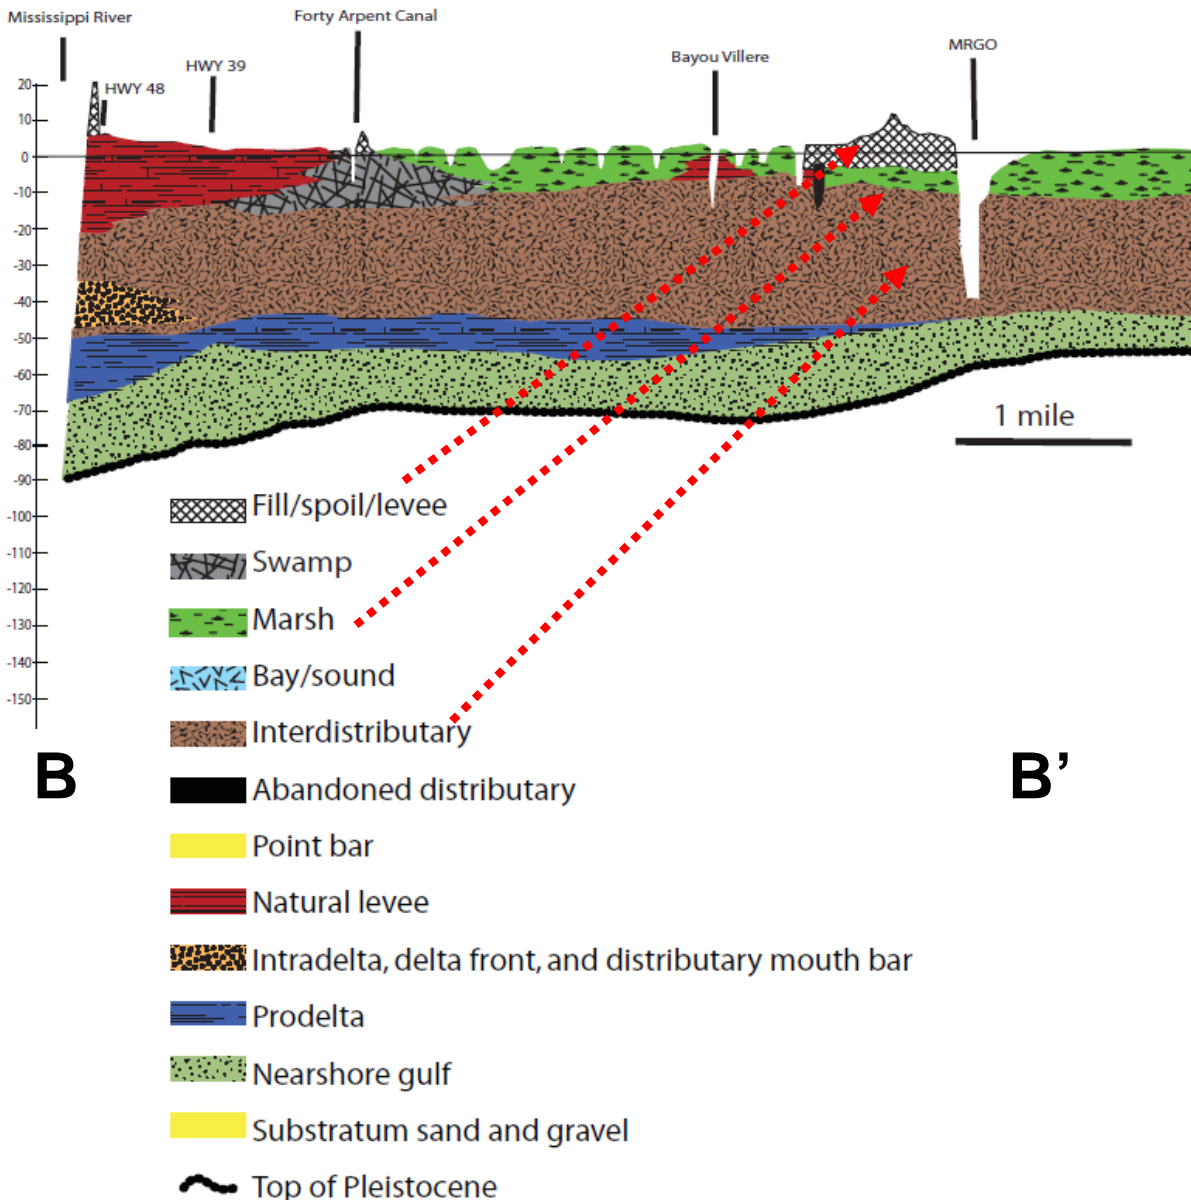 Mississippi River
Forty Arpent Canal
HWY 39
HWY 48
Bayou Villere
MRGO
20
10
0
-10
-20
-30
-40
-50
-60
-70
-80
-90
-100
-110
-120
-130
-140
-150
1 mile
B
B’
Fill/spoil/levee
Swamp
Marsh
Bay/sound
Interdistributary
Abandoned distributary
Point bar
Natural levee
Intradelta, delta front, and distributary mouth bar
Prodelta
Nearshore gulf
Substratum sand and gravel
Top of Pleistocene